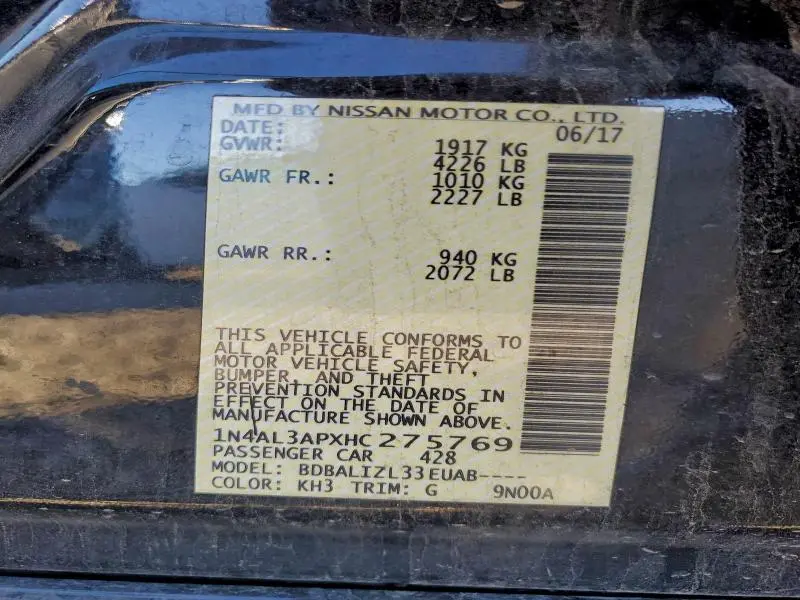 MFD BY NISSAN MOTOR CO., LTD.
DATE: 06/17
GVWR: 1917 KG
4226 LB
GAWR FR.: 1010 KG
2227 LB
GAWR RR.: 940 KG
2072 LB
THIS VEHICLE CONFORMS TO
ALL APPLICABLE FEDERAL
MOTOR VEHICLE SAFETY,
BUMPER, AND THEFT
PREVENTION STANDARDS IN
EFFECT ON THE DATE OF
MANUFACTURE SHOWN ABOVE.
1N4AL3APXHC275769
PASSENGER CAR 428
MODEL: BDBALIZL33EUAB----
COLOR: KH3 TRIM: G 9N00A